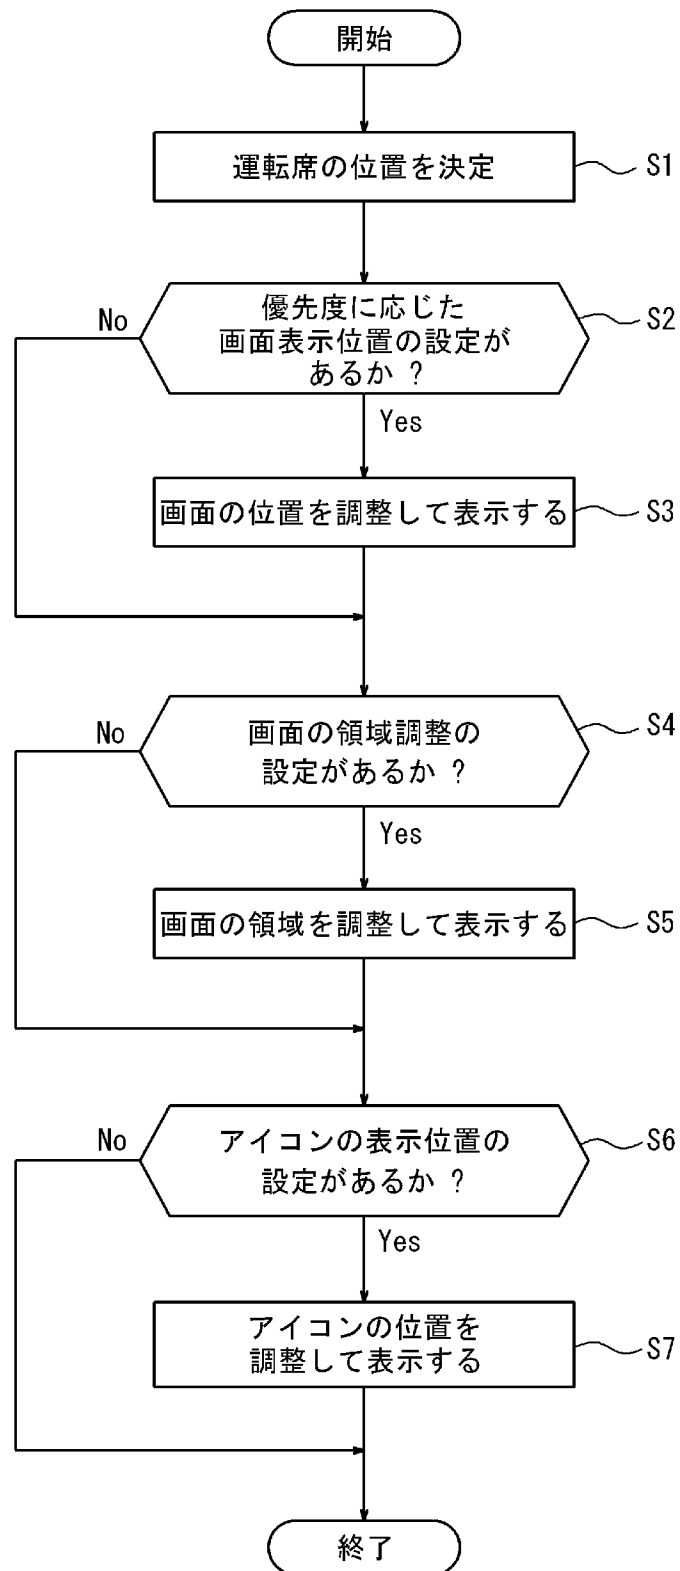 開始
運転席の位置を決定
S1
優先度に応じた
画面表示位置の設定が
あるか ?
S2
No
Yes
画面の位置を調整して表示する
S3
画面の領域調整の
設定があるか ?
S4
No
Yes
画面の領域を調整して表示する
S5
アイコンの表示位置の
設定があるか ?
S6
No
Yes
アイコンの位置を
調整して表示する
S7
終了